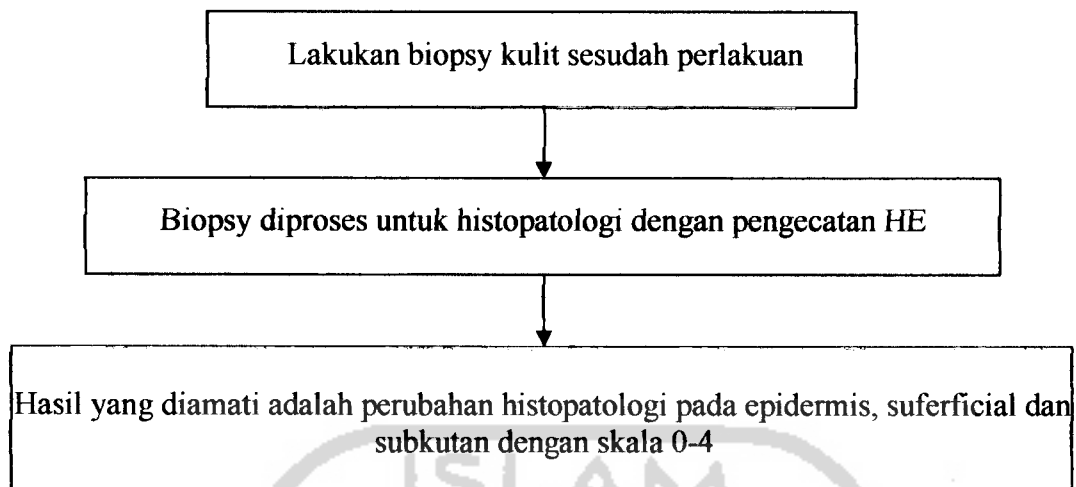 Lakukan biopsy kulit sesudah perlakuan
Biopsy diproses untuk histopatologi dengan pengecatan HE
Hasil yang diamati adalah perubahan histopatologi pada epidermis, suferficial dan
subkutan dengan skala 0-4
ISLAM